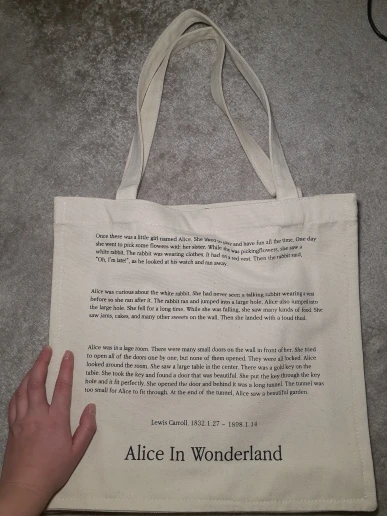 Once there was a little girl named Alice. She and have fun all the time. One day
she went to pick some flowers with her sister. While she was pickingflowers, she saw a
white rabbit. The rabbit was wearing clothes. It had on a red vest. Then the rabbit said,
"Oh, I'm late!", as he looked at his watch and ran away.
Alice was curious about the white rabbit. She had never seen a talking rabbit wearing a
before so she ran after it. The rabbit ran and jumped into a large hole. Alice also jumped into
the large hole. She fell for a long time. While she was falling, she saw many kinds of food. She
saw jams, cakes, and many other sweets on the wall. Then she landed with a loud thud.
Alice was in a lage room. There were many small doors on the wall in front of her. She tried
to open all of the doors one by one, but none of them opened. They were all locked. Alice
looked around the room. She saw a large table in the center. There was a gold key on the
table. She took the key and found a door that was beautiful. She put the key through the key
hole and it fit perfectly. She opened the door and behind it was a long tunnel. The tunnel was
too small for Alice to fit through. At the end of the tunnel, Alice saw a beautiful garden.
Lewis Carroll, 1832.1.27 – 1898.1.14
Alice In Wonderland